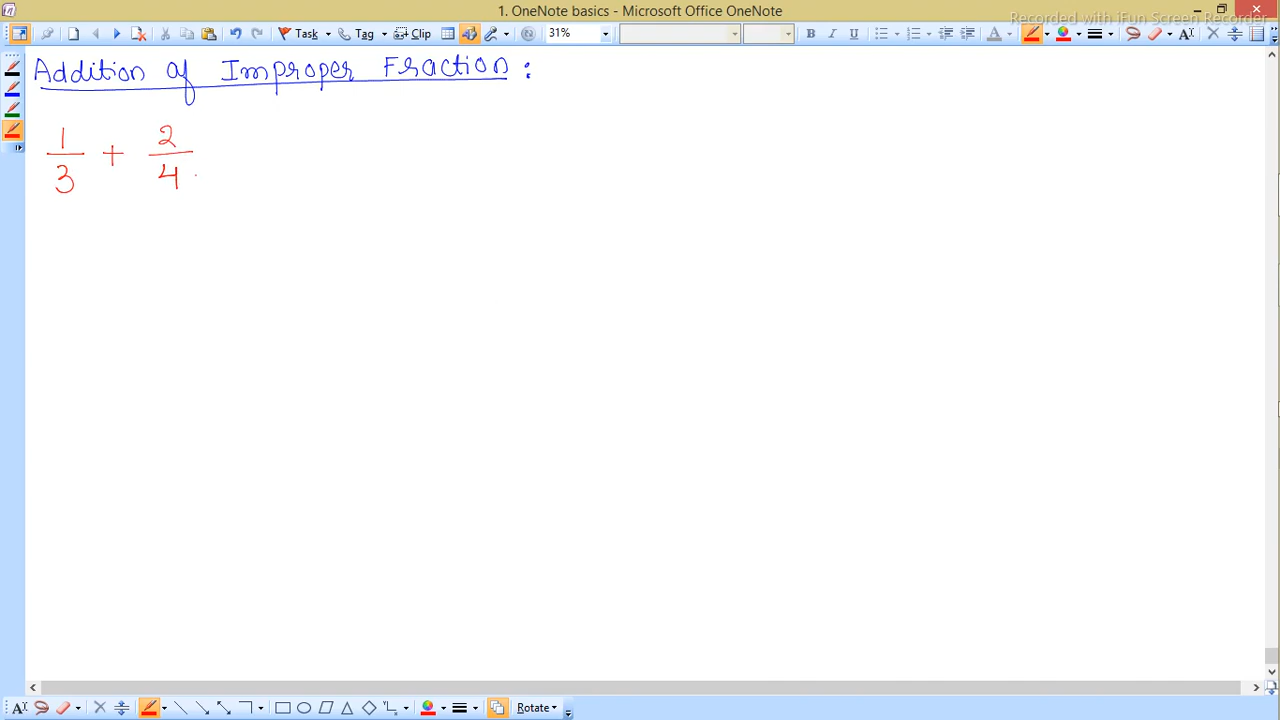 1. OneNote basics - Microsoft Office OneNote
Recorded with iFun Screen Recorder
Task Tag Clip 31% B I U A
Addition of Improper Fraction :
1/3 + 2/4
Rotate